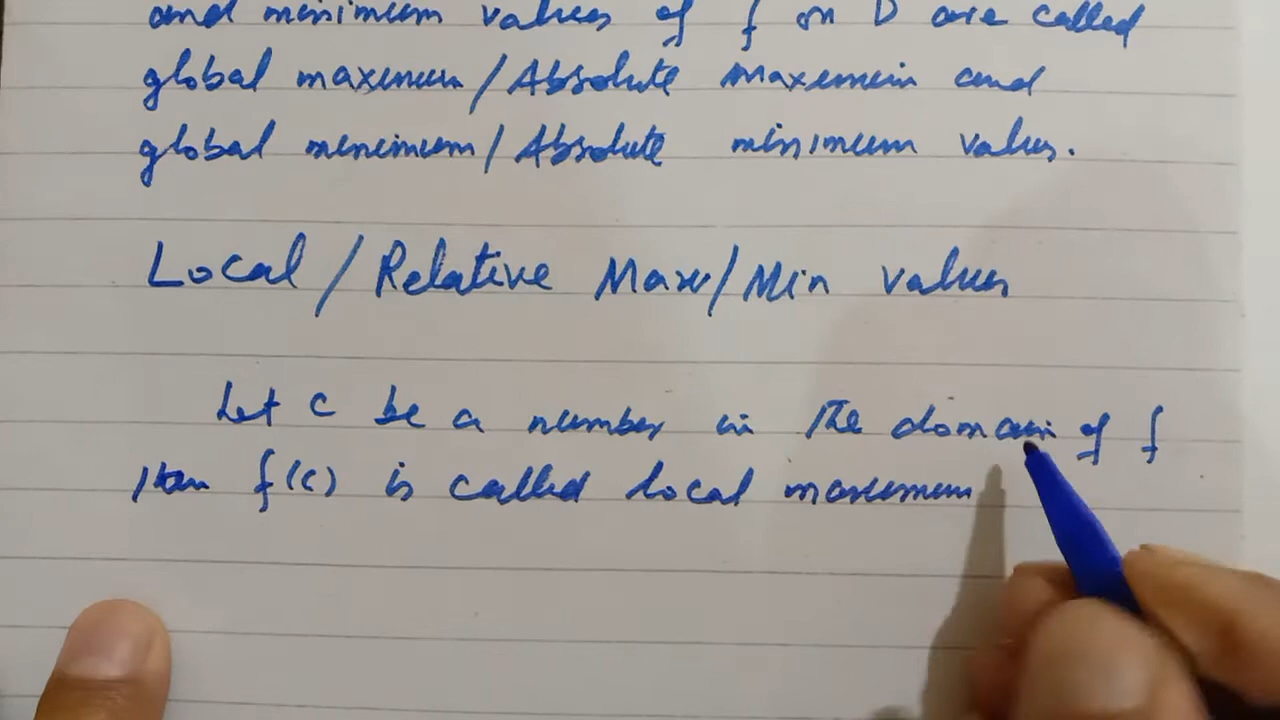 and minimum values of f on D are called
global maximum/Absolute Maximum and
global minimum/Absolute minimum values.
Local/Relative Max/Min values
Let c be a number in the domain of f
then f(c) is called local maximum